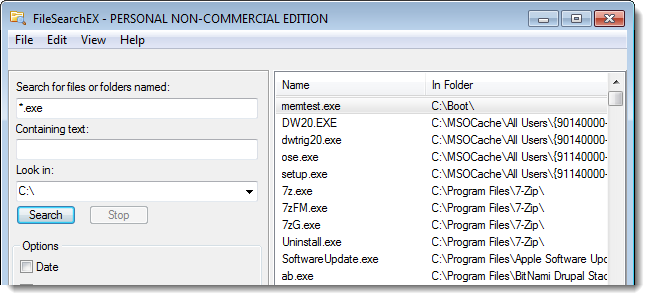 FileSearchEX - PERSONAL NON-COMMERCIAL EDITION
File Edit View Help
Search for files or folders named:
*.exe
Containing text:
Look in:
C:\
Search Stop
Options
Date
Name In Folder
memtest.exe C:\Boot\
DW20.EXE C:\MSOCache\All Users\{90140000-
dwtrig20.exe C:\MSOCache\All Users\{90140000-
ose.exe C:\MSOCache\All Users\{91140000-
setup.exe C:\MSOCache\All Users\{91140000-
7z.exe C:\Program Files\7-Zip\
7zFM.exe C:\Program Files\7-Zip\
7zG.exe C:\Program Files\7-Zip\
Uninstall.exe C:\Program Files\7-Zip\
SoftwareUpdate.exe C:\Program Files\Apple Software Upd
ab.exe C:\Program Files\BitNami Drupal Stac